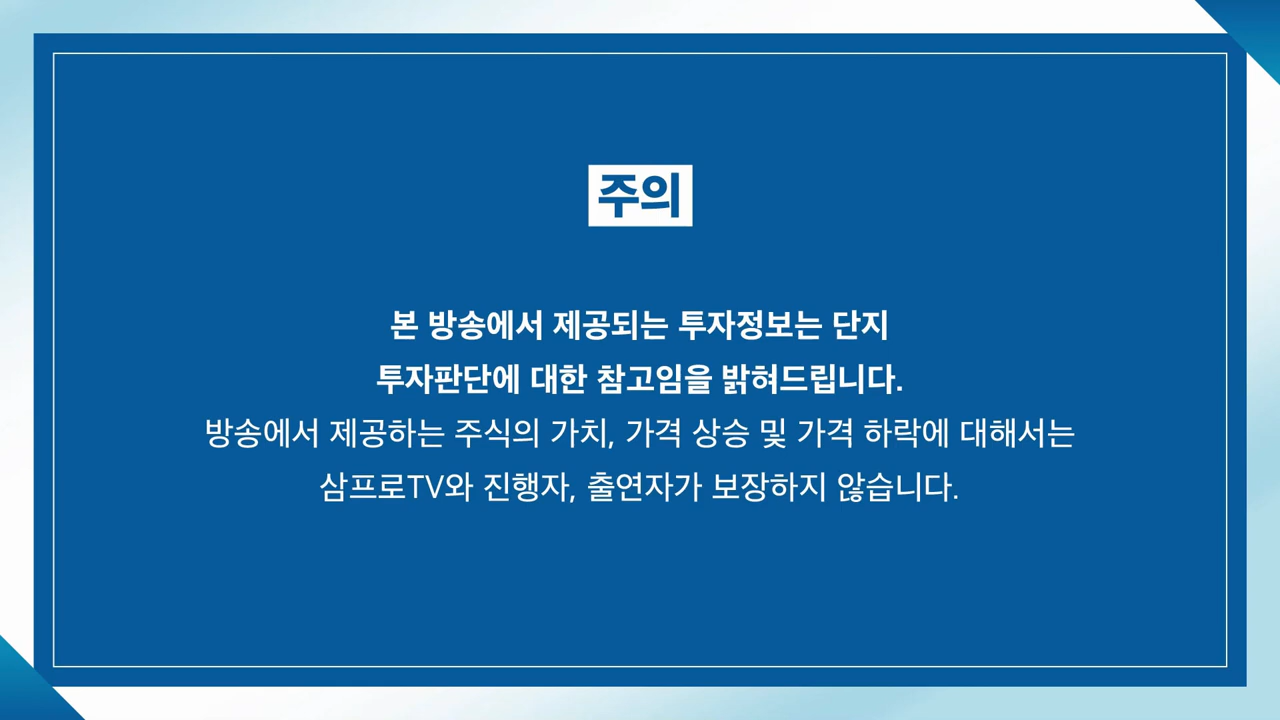 주의
본 방송에서 제공되는 투자정보는 단지
투자판단에 대한 참고임을 밝혀드립니다.
방송에서 제공하는 주식의 가치, 가격 상승 및 가격 하락에 대해서는
삼프로TV와 진행자, 출연자가 보장하지 않습니다.